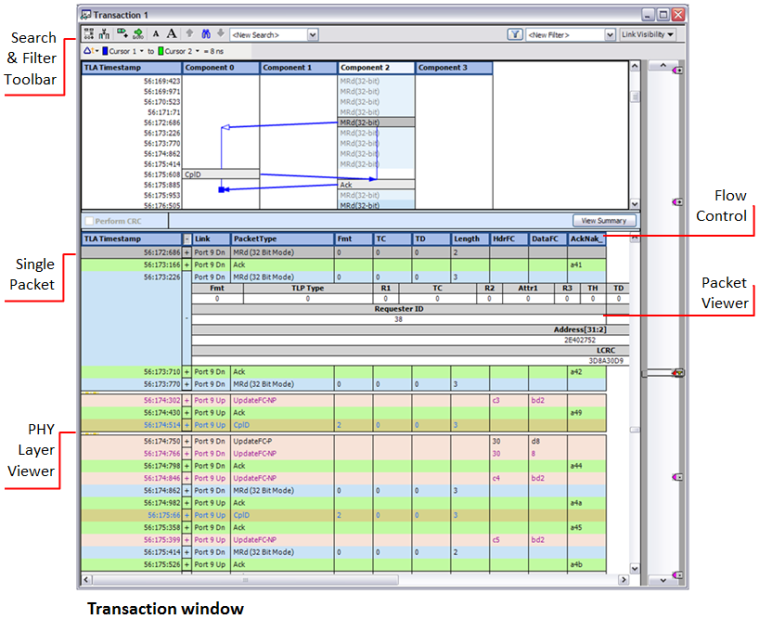 Transaction 1
Search & Filter Toolbar
A A <New Search> <New Filter> Link Visibility
Cursor 1 to Cursor 2 = 8 ns
TLA Timestamp Component 0 Component 1 Component 2 Component 3
56:169:423 MRd(32-bit)
56:169:971 MRd(32-bit)
56:170:523 MRd(32-bit)
56:171:71 MRd(32-bit)
56:172:686 MRd(32-bit)
56:173:226 MRd(32-bit)
56:173:770 MRd(32-bit)
56:174:862 MRd(32-bit)
56:175:414 MRd(32-bit)
56:175:608 CplD
56:175:885 Ack
56:175:953 MRd(32-bit)
56:176:505 MRd(32-bit)
Perform CRC View Summary
Flow Control
TLA Timestamp - Link PacketType Fmt TC TD Length HdrFC DataFC AckNak_
Single Packet
56:172:686 + Port 9 Dn MRd (32 Bit Mode) 0 0 0 2
56:173:166 + Port 9 Dn Ack a41
56:173:226 Port 9 Dn MRd (32 Bit Mode) 0 0 0 3
Packet Viewer
Fmt TLP Type R1 TC R2 Attr1 R3 TH TD
0 0 0 0 0 0 0 0 0
Requester ID
38
Address[31:2]
2E402752
LCRC
3D8A30D9
56:173:710 + Port 9 Dn Ack a42
56:173:770 + Port 9 Dn MRd (32 Bit Mode) 0 0 0 3
PHY Layer Viewer
56:174:302 + Port 9 Up UpdateFC-NP c3 bd2
56:174:430 + Port 9 Up Ack a49
56:174:514 + Port 9 Up CplD 2 0 0 3
56:174:750 + Port 9 Dn UpdateFC-P 30 d8
56:174:766 + Port 9 Dn UpdateFC-NP 30 8
56:174:798 + Port 9 Dn Ack a44
56:174:846 + Port 9 Up UpdateFC-NP c4 bd2
56:174:862 + Port 9 Dn MRd (32 Bit Mode) 0 0 0 3
56:174:982 + Port 9 Up Ack a4a
56:175:66 + Port 9 Up CplD 2 0 0 3
56:175:358 + Port 9 Dn Ack a45
56:175:399 + Port 9 Up UpdateFC-NP c5 bd2
56:175:414 + Port 9 Dn MRd (32 Bit Mode) 0 0 0 2
56:175:526 + Port 9 Up Ack a4b
Transaction window